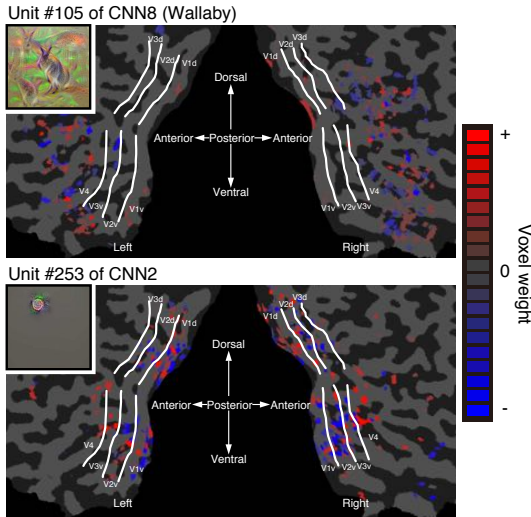 Unit #105 of CNN8 (Wallaby)
V3d
V2d
V1d
V3d
V2d
V1d
Dorsal
Anterior Posterior Anterior
Ventral
V4
V3v
V2v
V1v
V4
V1v
V2v
V3v
Left
Right
Unit #253 of CNN2
V3d
V2d
V1d
V3d
V2d
V1d
Dorsal
Anterior Posterior Anterior
Ventral
V4
V3v
V2v
V1v
V4
V1v
V2v
V3v
Left
Right
+
0
-
Voxel weight